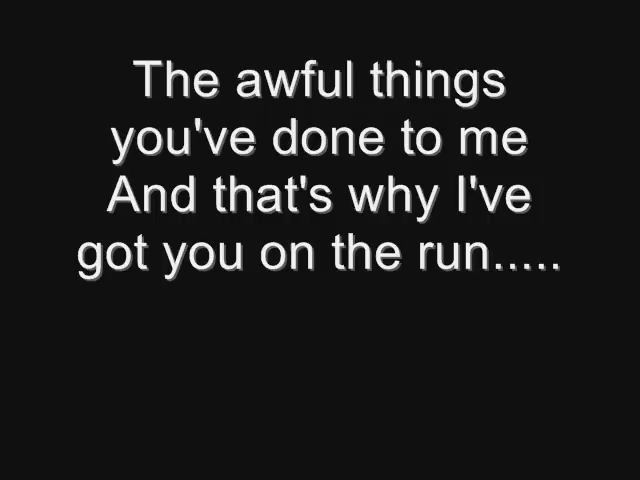 The awful things
you've done to me
And that's why I've
got you on the run.....